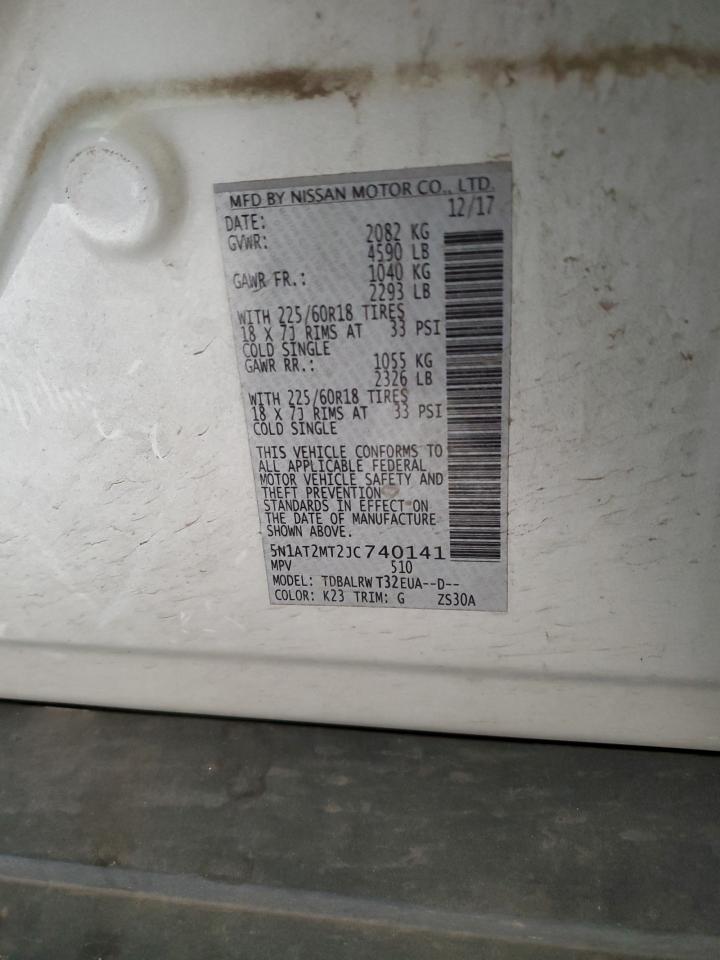 MFD BY NISSAN MOTOR CO., LTD.
DATE: 12/17
GVWR: 2082 KG
4590 LB
GAWR FR.: 1040 KG
2293 LB
WITH 225/60R18 TIRES
18 X 7J RIMS AT 33 PSI
COLD SINGLE
GAWR RR.: 1055 KG
2326 LB
WITH 225/60R18 TIRES
18 X 7J RIMS AT 33 PSI
COLD SINGLE
THIS VEHICLE CONFORMS TO
ALL APPLICABLE FEDERAL
MOTOR VEHICLE SAFETY AND
THEFT PREVENTION
STANDARDS IN EFFECT ON
THE DATE OF MANUFACTURE
SHOWN ABOVE.
5N1AT2MT2JC740141
MPV 510
MODEL: TDBALRW T32EUA--D--
COLOR: K23 TRIM: G ZS30A